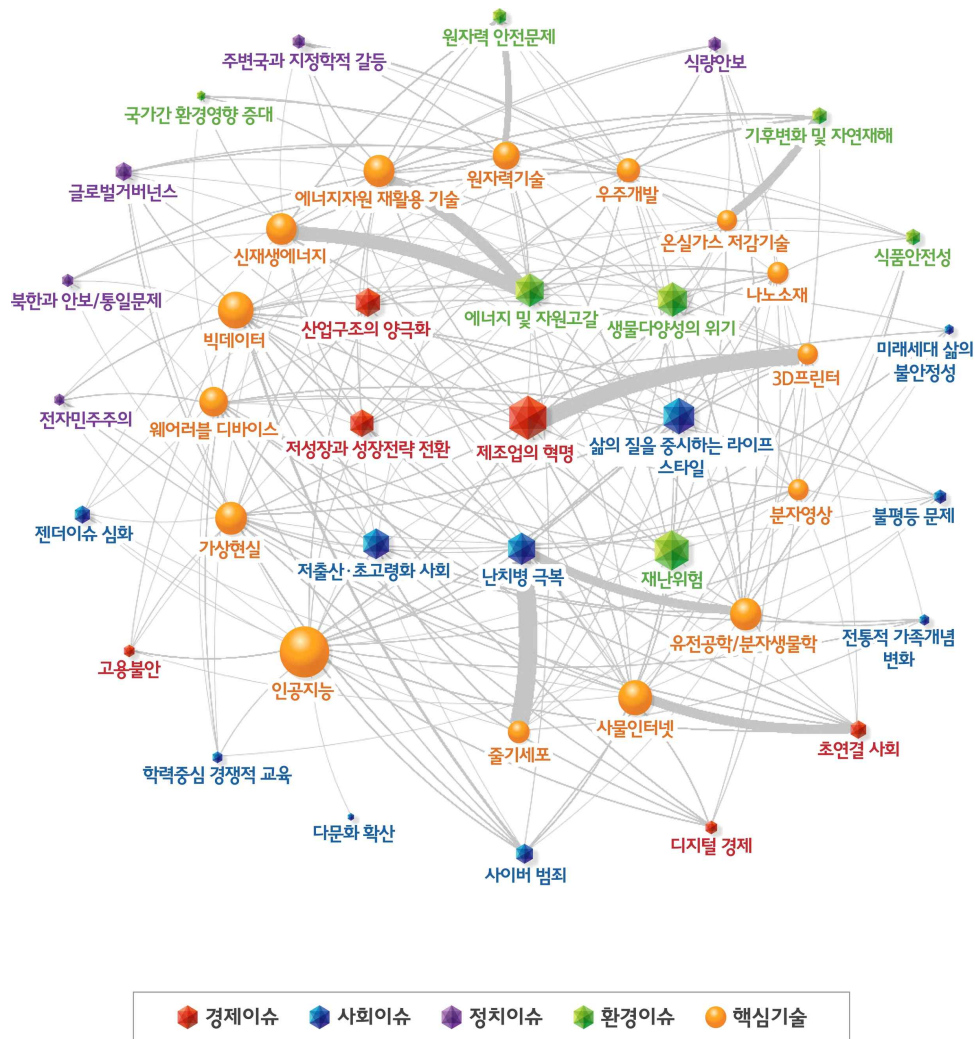 원자력 안전문제
주변국과 지정학적 갈등
식량안보
국가간 환경영향 증대
기후변화 및 자연재해
글로벌거버넌스
에너지자원 재활용 기술
원자력기술
우주개발
신재생에너지
온실가스 저감기술
식품안전성
북한과 안보/통일문제
빅데이터
산업구조의 양극화
에너지 및 자원고갈
생물다양성의 위기
나노소재
미래세대 삶의
불안정성
3D프린터
전자민주주의
웨어러블 디바이스
저성장과 성장전략 전환
제조업의 혁명
삶의 질을 중시하는 라이프
스타일
젠더이슈 심화
가상현실
저출산·초고령화 사회
난치병 극복
재난위험
분자영상
불평등 문제
고용불안
인공지능
유전공학/분자생물학
전통적 가족개념
변화
줄기세포
사물인터넷
초연결 사회
학력중심 경쟁적 교육
다문화 확산
사이버 범죄
디지털 경제
경제이슈 사회이슈 정치이슈 환경이슈 핵심기술